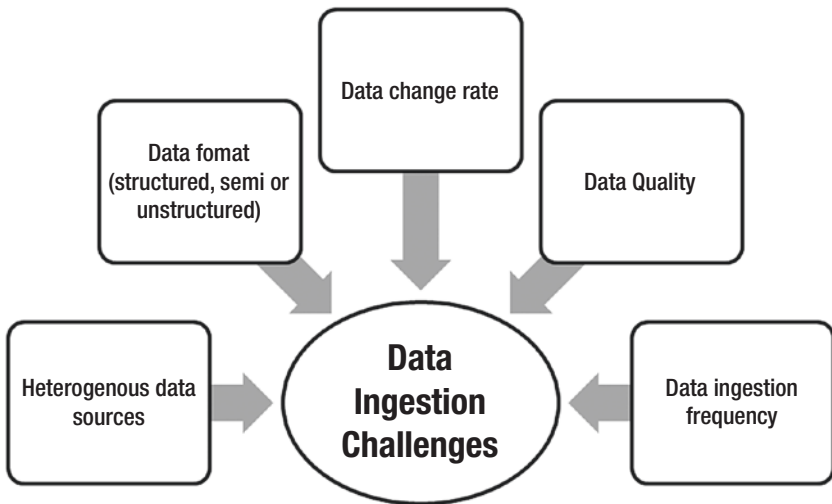 Data change rate
Data fomat
(structured, semi or
unstructured)
Data Quality
Heterogenous data
sources
Data
Ingestion
Challenges
Data ingestion
frequency